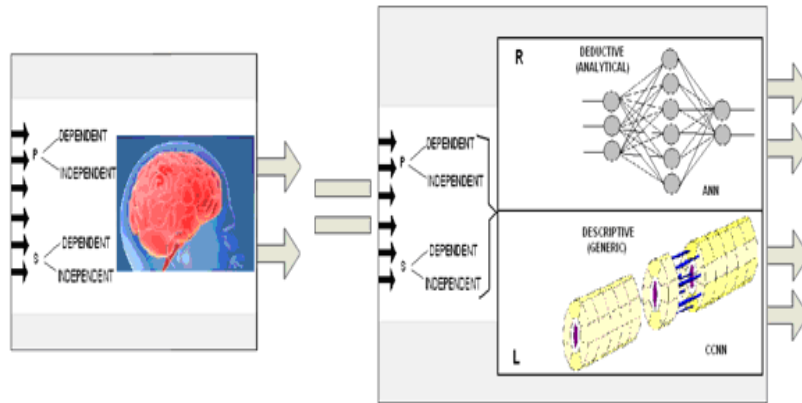 DEPENDENT
P
INDEPENDENT
DEPENDENT
S
INDEPENDENT
DEPENDENT
P
INDEPENDENT
DEPENDENT
S
INDEPENDENT
R
DEDUCTIVE
(ANALYTICAL)
ANN
DESCRIPTIVE
(GENERIC)
L
CCNN